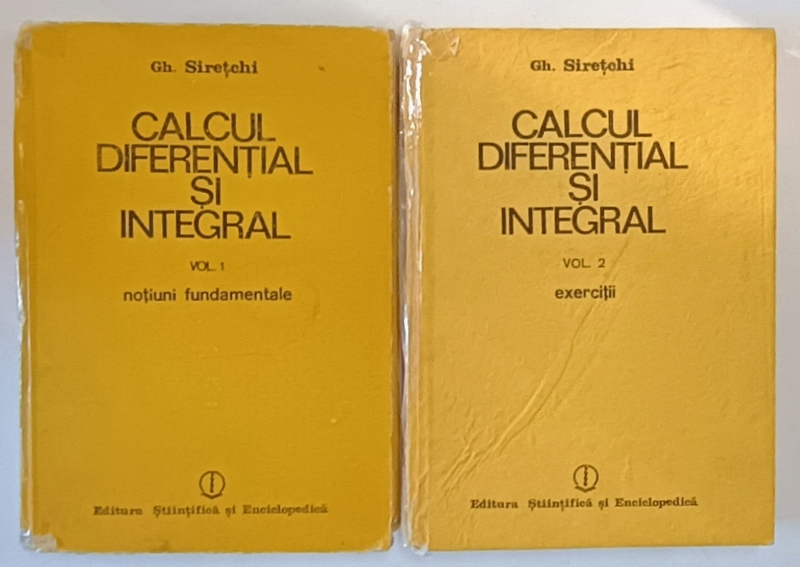 Gh. Sirețchi
CALCUL
DIFERENȚIAL
ȘI
INTEGRAL
VOL. 1
noțiuni fundamentale
Editura Științifică și Enciclopedică
Gh. Sirețchi
CALCUL
DIFERENȚIAL
ȘI
INTEGRAL
VOL. 2
exerciții
Editura Științifică și Enciclopedică